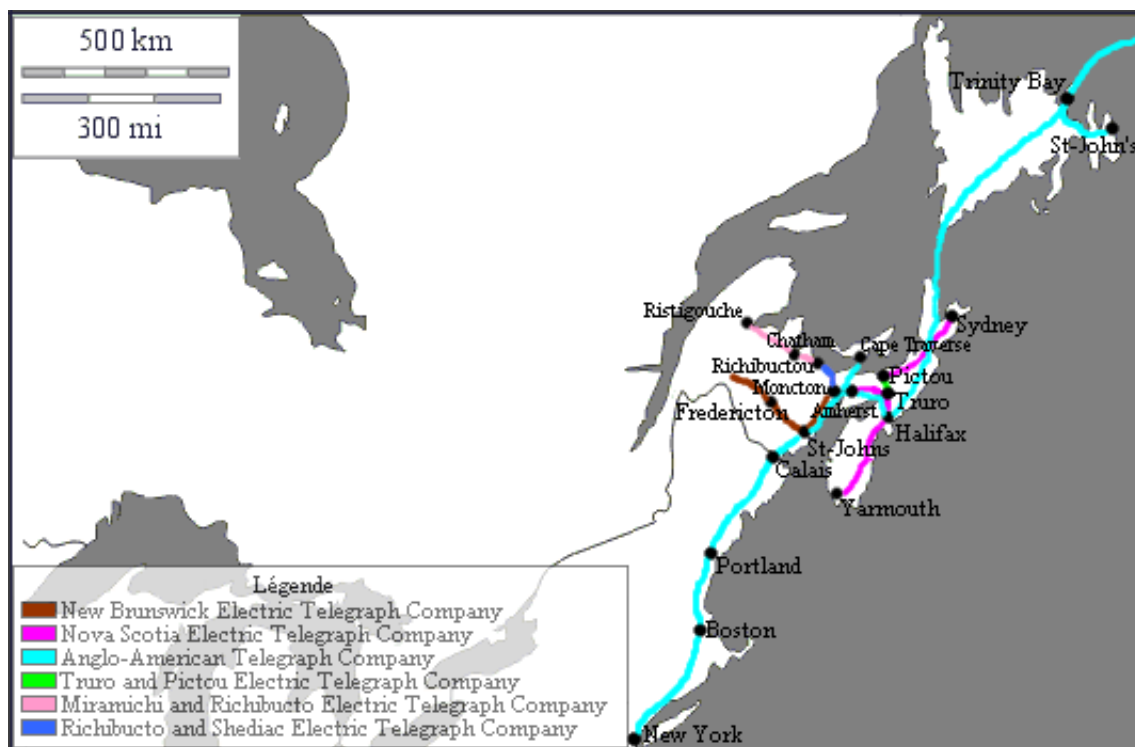 500 km
300 mi
Trinity Bay
St-John's
Ristigouche
Sydney
Chatham
Cape Traverse
Richibuctou
Pictou
Moncton
Truro
Fredericton
Amherst
Halifax
St-Johns
Calais
Yarmouth
Portland
Boston
New York
Légende
New Brunswick Electric Telegraph Company
Nova Scotia Electric Telegraph Company
Anglo-American Telegraph Company
Truro and Pictou Electric Telegraph Company
Miramichi and Richibucto Electric Telegraph Company
Richibucto and Shediac Electric Telegraph Company